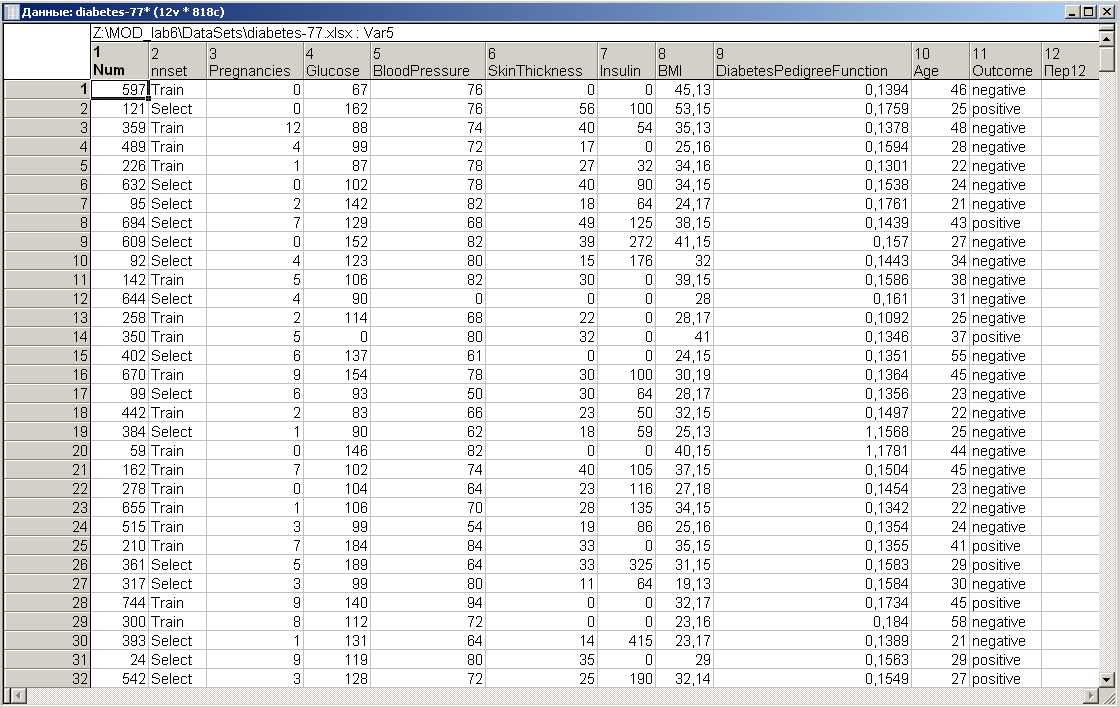 Данные: diabetes-77* (12v * 818c)
Z:\MOD_lab6\DataSets\diabetes-77.xlsx : Var5
1 2 3 4 5 6 7 8 9 10 11 12
Num nnset Pregnancies Glucose BloodPressure SkinThickness Insulin BMI DiabetesPedigreeFunction Age Outcome Пер12
1 597 Train 0 67 76 0 0 45,13 0,1394 46 negative
2 121 Select 0 162 76 56 100 53,15 0,1759 25 positive
3 359 Train 12 88 74 40 54 35,13 0,1378 48 negative
4 489 Train 4 99 72 17 0 25,16 0,1594 28 negative
5 226 Train 1 87 78 27 32 34,16 0,1301 22 negative
6 632 Select 0 102 78 40 90 34,15 0,1538 24 negative
7 95 Select 2 142 82 18 64 24,17 0,1761 21 negative
8 694 Select 7 129 68 49 125 38,15 0,1439 43 positive
9 609 Select 0 152 82 39 272 41,15 0,157 27 negative
10 92 Select 4 123 80 15 176 32 0,1443 34 negative
11 142 Train 5 106 82 30 0 39,15 0,1586 38 negative
12 644 Select 4 90 0 0 0 28 0,161 31 negative
13 258 Train 2 114 68 22 0 28,17 0,1092 25 negative
14 350 Train 5 0 80 32 0 41 0,1346 37 positive
15 402 Select 6 137 61 0 0 24,15 0,1351 55 negative
16 670 Train 9 154 78 30 100 30,19 0,1364 45 negative
17 99 Select 6 93 50 30 64 28,17 0,1356 23 negative
18 442 Train 2 83 66 23 50 32,15 0,1497 22 negative
19 384 Select 1 90 62 18 59 25,13 1,1568 25 negative
20 59 Train 0 146 82 0 0 40,15 1,1781 44 negative
21 162 Train 7 102 74 40 105 37,15 0,1504 45 negative
22 278 Train 0 104 64 23 116 27,18 0,1454 23 negative
23 655 Train 1 106 70 28 135 34,15 0,1342 22 negative
24 515 Train 3 99 54 19 86 25,16 0,1354 24 negative
25 210 Train 7 184 84 33 0 35,15 0,1355 41 positive
26 361 Select 5 189 64 33 325 31,15 0,1583 29 positive
27 317 Select 3 99 80 11 64 19,13 0,1584 30 negative
28 744 Train 9 140 94 0 0 32,17 0,1734 45 positive
29 300 Train 8 112 72 0 0 23,16 0,184 58 negative
30 393 Select 1 131 64 14 415 23,17 0,1389 21 negative
31 24 Select 9 119 80 35 0 29 0,1563 29 positive
32 542 Select 3 128 72 25 190 32,14 0,1549 27 positive